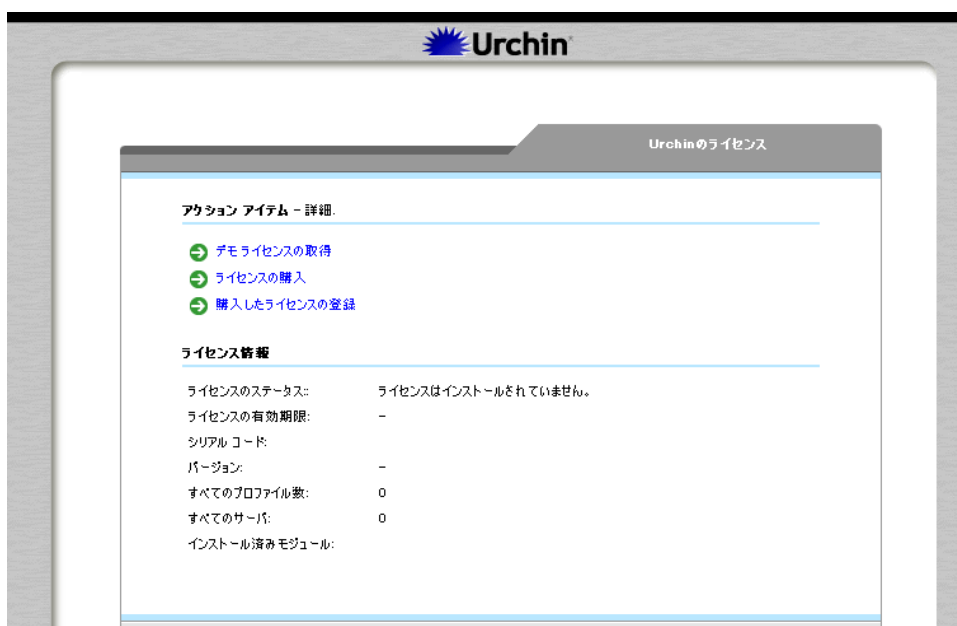 Urchin
Urchinのライセンス
アクション アイテム - 詳細.
デモライセンスの取得
ライセンスの購入
購入したライセンスの登録
ライセンス情報
ライセンスのステータス:: ライセンスはインストールされていません。
ライセンスの有効期限: -
シリアル コード:
バージョン: -
すべてのプロファイル数: 0
すべてのサーバ: 0
インストール済みモジュール: